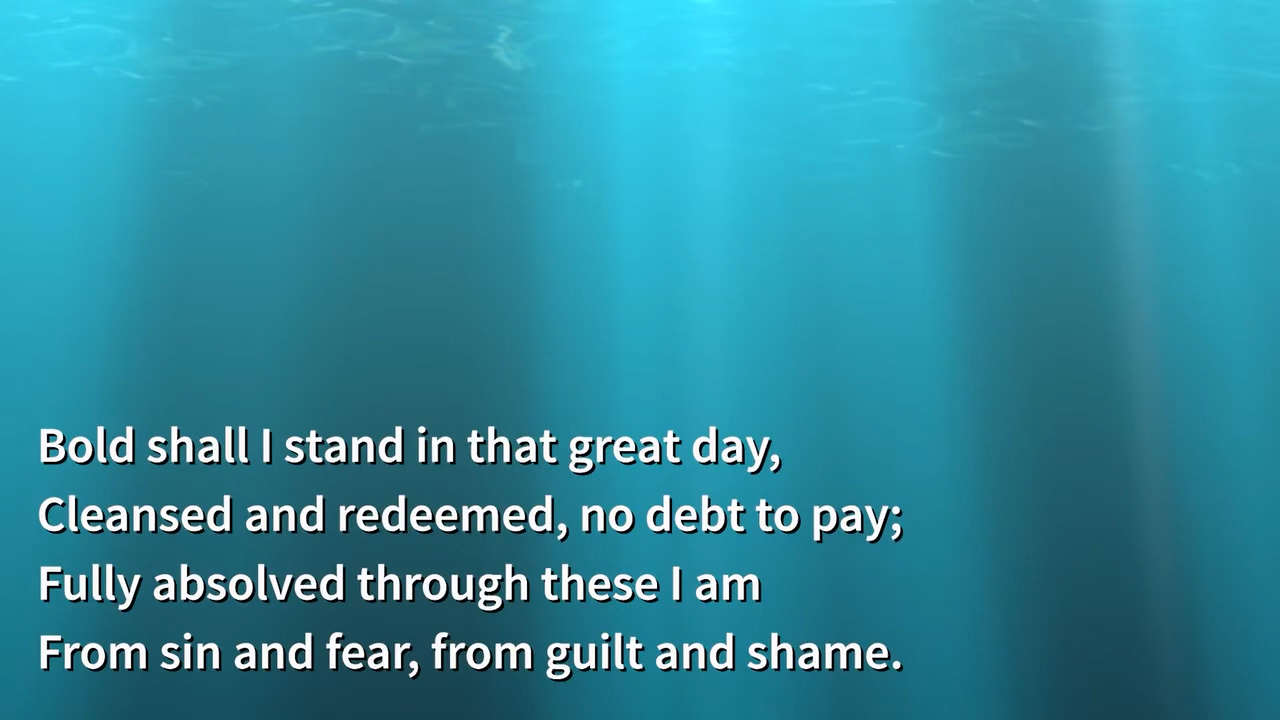 Bold shall I stand in that great day,
Cleansed and redeemed, no debt to pay;
Fully absolved through these I am
From sin and fear, from guilt and shame.